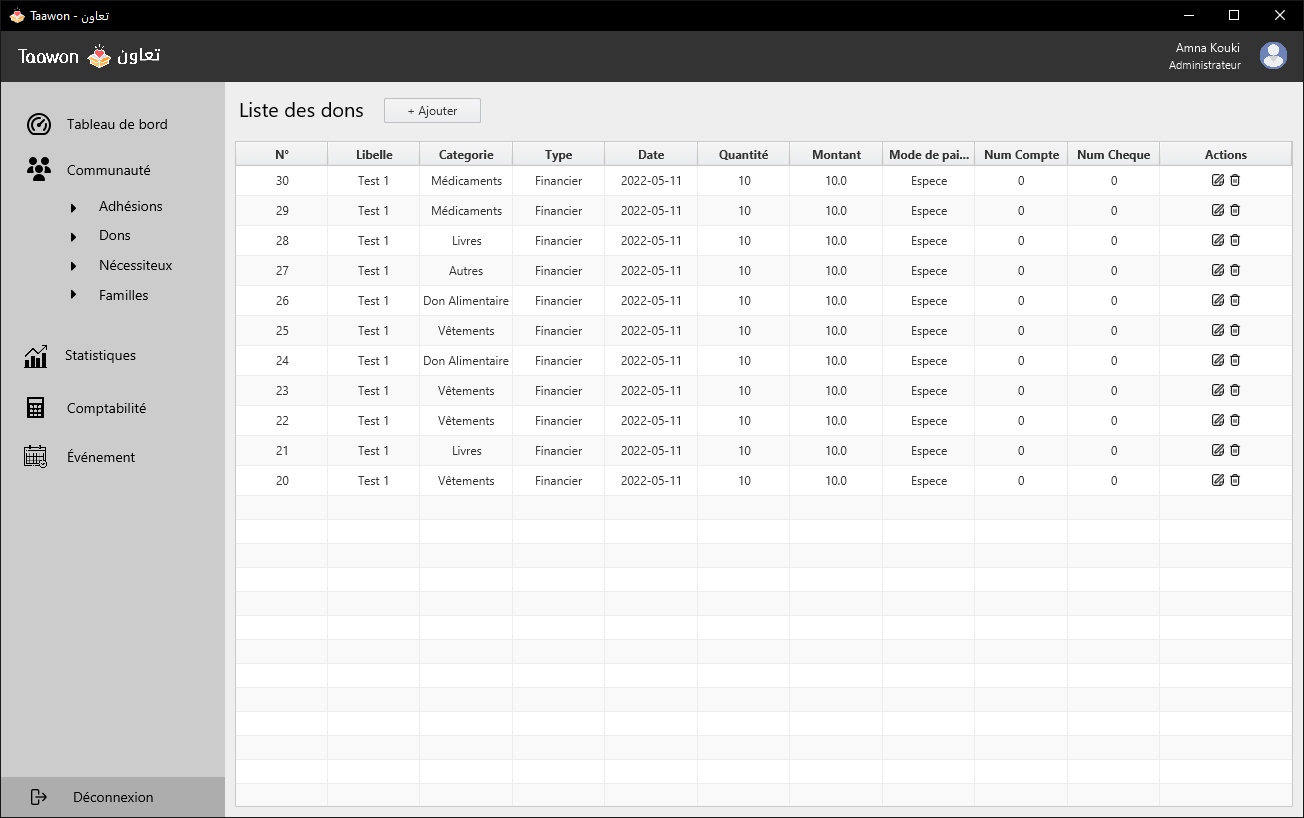 Taawon - تعاون
Taawon تعاون
Amna Kouki
Administrateur
Tableau de bord
Communauté
Adhésions
Dons
Nécessiteux
Familles
Statistiques
Comptabilité
Événement
Déconnexion
Liste des dons + Ajouter
N° Libelle Categorie Type Date Quantité Montant Mode de pai... Num Compte Num Cheque Actions
30 Test 1 Médicaments Financier 2022-05-11 10 10.0 Espece 0 0
29 Test 1 Médicaments Financier 2022-05-11 10 10.0 Espece 0 0
28 Test 1 Livres Financier 2022-05-11 10 10.0 Espece 0 0
27 Test 1 Autres Financier 2022-05-11 10 10.0 Espece 0 0
26 Test 1 Don Alimentaire Financier 2022-05-11 10 10.0 Espece 0 0
25 Test 1 Vêtements Financier 2022-05-11 10 10.0 Espece 0 0
24 Test 1 Don Alimentaire Financier 2022-05-11 10 10.0 Espece 0 0
23 Test 1 Vêtements Financier 2022-05-11 10 10.0 Espece 0 0
22 Test 1 Vêtements Financier 2022-05-11 10 10.0 Espece 0 0
21 Test 1 Livres Financier 2022-05-11 10 10.0 Espece 0 0
20 Test 1 Vêtements Financier 2022-05-11 10 10.0 Espece 0 0